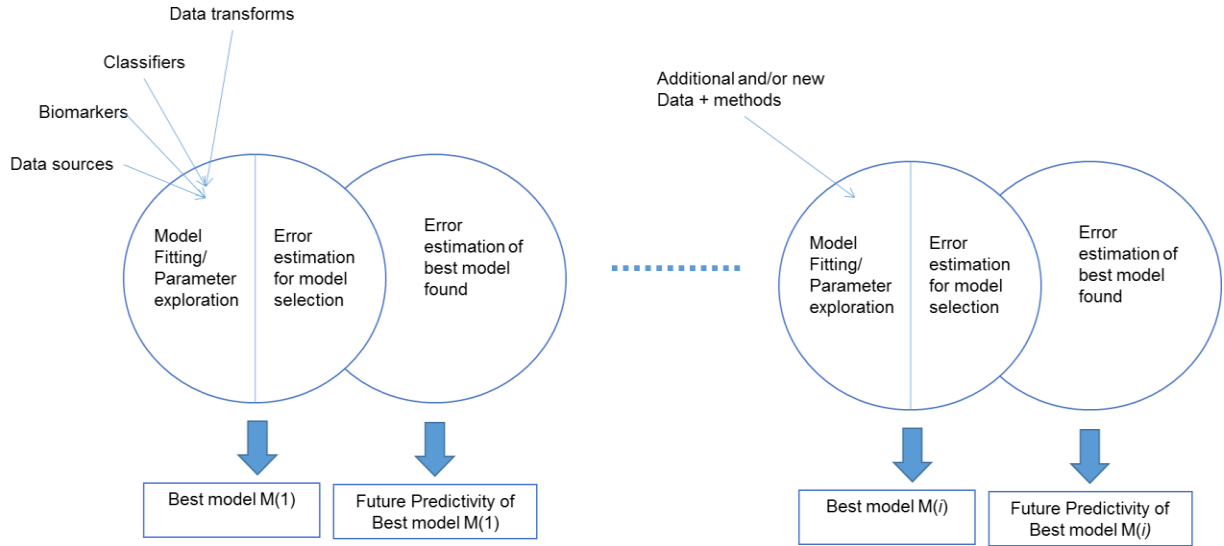 Data transforms
Classifiers
Biomarkers
Data sources
Model
Fitting/
Parameter
exploration
Error
estimation
for model
selection
Error
estimation of
best model
found
Best model M(1)
Future Predictivity of
Best model M(1)
Additional and/or new
Data + methods
Model
Fitting/
Parameter
exploration
Error
estimation
for model
selection
Error
estimation of
best model
found
Best model M(i)
Future Predictivity of
Best model M(i)